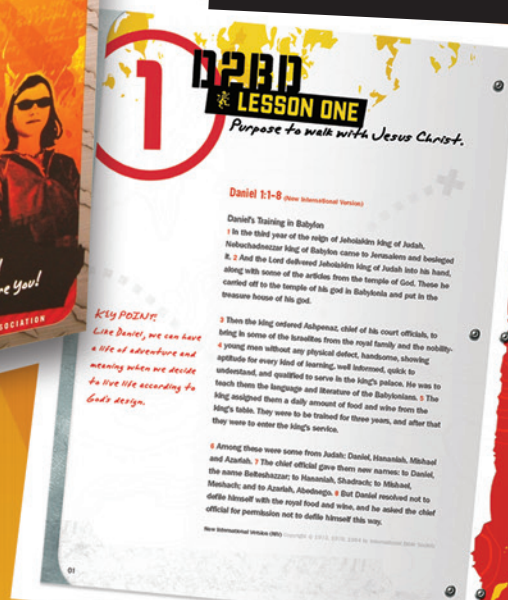 re you!
SOCIATION
1
D2BD
LESSON ONE
Purpose to walk with Jesus Christ.
Daniel 1:1-8 (New International Version)
Daniel's Training in Babylon
1 In the third year of the reign of Jehoiakim king of Judah,
Nebuchadnezzar king of Babylon came to Jerusalem and besieged
it. 2 And the Lord delivered Jehoiakim king of Judah into his hand,
along with some of the articles from the temple of God. These he
carried off to the temple of his god in Babylonia and put in the
treasure house of his god.
KEY POINT:
Like Daniel, we can have
a life of adventure and
meaning when we decide
to live life according to
God's design.
3 Then the king ordered Ashpenaz, chief of his court officials, to
bring in some of the Israelites from the royal family and the nobility-
4 young men without any physical defect, handsome, showing
aptitude for every kind of learning, well informed, quick to
understand, and qualified to serve in the king's palace. He was to
teach them the language and literature of the Babylonians. 5 The
king assigned them a daily amount of food and wine from the
king's table. They were to be trained for three years, and after that
they were to enter the king's service.
6 Among these were some from Judah: Daniel, Hananiah, Mishael
and Azariah. 7 The chief official gave them new names: to Daniel,
the name Belteshazzar; to Hananiah, Shadrach; to Mishael,
Meshach; and to Azariah, Abednego. 8 But Daniel resolved not to
defile himself with the royal food and wine, and he asked the chief
official for permission not to defile himself this way.
New International Version (NIV) Copyright © 1973, 1978, 1984 by International Bible Society
01